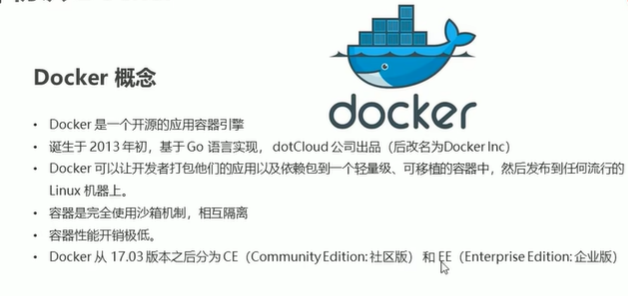 docker
Docker 概念
• Docker 是一个开源的应用容器引擎
• 诞生于 2013 年初，基于 Go 语言实现， dotCloud 公司出品（后改名为Docker Inc）
• Docker 可以让开发者打包他们的应用以及依赖包到一个轻量级、可移植的容器中，然后发布到任何流行的
Linux 机器上。
• 容器是完全使用沙箱机制，相互隔离
• 容器性能开销极低。
• Docker 从 17.03 版本之后分为 CE（Community Edition: 社区版） 和 EE（Enterprise Edition: 企业版）